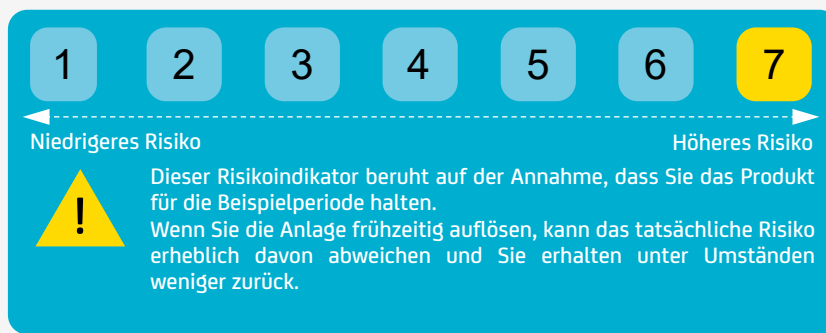 1 2 3 4 5 6 7
Niedrigeres Risiko Höheres Risiko
Dieser Risikoindikator beruht auf der Annahme, dass Sie das Produkt
für die Beispielperiode halten.
Wenn Sie die Anlage frühzeitig auflösen, kann das tatsächliche Risiko
erheblich davon abweichen und Sie erhalten unter Umständen
weniger zurück.
!